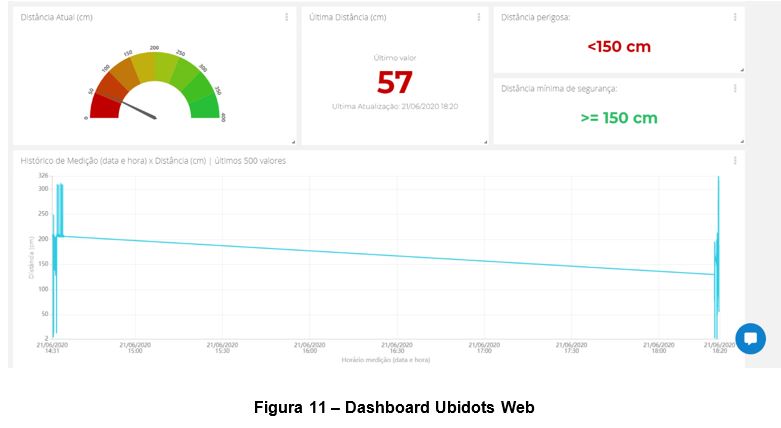 Distância Atual (cm)
0
50
100
150
200
250
300
350
400
Última Distância (cm)
Último valor
57
Ultima Atualização: 21/06/2020 18:20
Distância perigosa:
<150 cm
Distância mínima de segurança:
>= 150 cm
Histórico de Medição (data e hora) x Distância (cm) | últimos 500 valores
326
300
250
200
150
100
50
2
Distância (cm)
21/06/2020 21/06/2020 21/06/2020 21/06/2020 21/06/2020 21/06/2020 21/06/2020 21/06/2020 21/06/2020
14:31 15:00 15:30 16:00 16:30 17:00 17:30 18:00 18:20
Horário medição (data e hora)
Figura 11 – Dashboard Ubidots Web